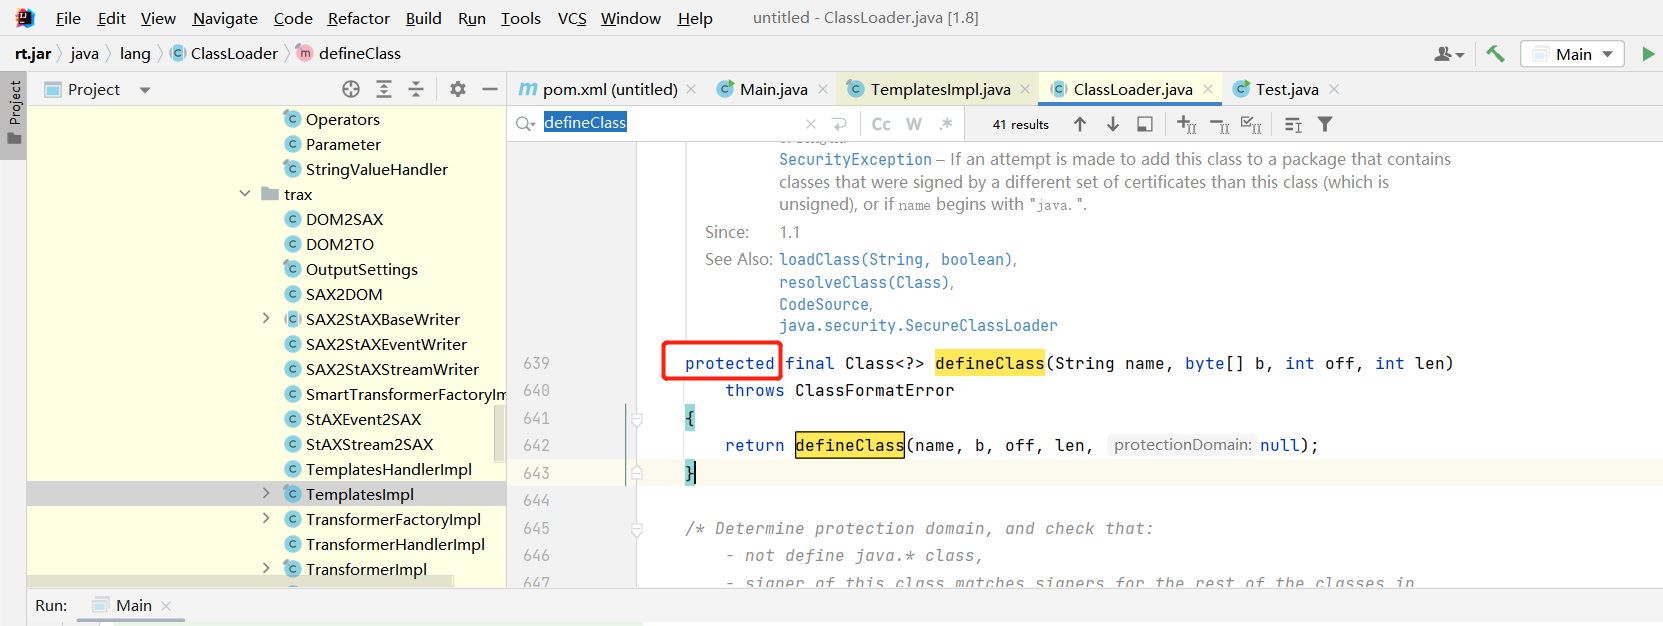 File Edit View Navigate Code Refactor Build Run Tools VCS Window Help untitled - ClassLoader.java [1.8]
rt.jar java lang ClassLoader defineClass Main
Project
Project
pom.xml (untitled) Main.java TemplatesImpl.java ClassLoader.java Test.java
defineClass Cc W .* 41 results
Operators
Parameter
StringValueHandler
trax
DOM2SAX
DOM2TO
OutputSettings
SAX2DOM
SAX2StAXBaseWriter
SAX2StAXEventWriter
SAX2StAXStreamWriter
SmartTransformerFactoryIm
StAXEvent2SAX
StAXStream2SAX
TemplatesHandlerImpl
TemplatesImpl
TransformerFactoryImpl
TransformerHandlerImpl
TransformerImpl
SecurityException – If an attempt is made to add this class to a package that contains
classes that were signed by a different set of certificates than this class (which is
unsigned), or if name begins with "java. ".
Since: 1.1
See Also: loadClass(String, boolean),
resolveClass(Class),
CodeSource,
java.security.SecureClassLoader
639 protected final Class<?> defineClass(String name, byte[] b, int off, int len)
640 throws ClassFormatError
641 {
642 return defineClass(name, b, off, len, protectionDomain: null);
643 }
644
645 /* Determine protection domain, and check that:
646 - not define java.* class,
647 - signer of this class matches signers for the rest of the classes in
Run: Main